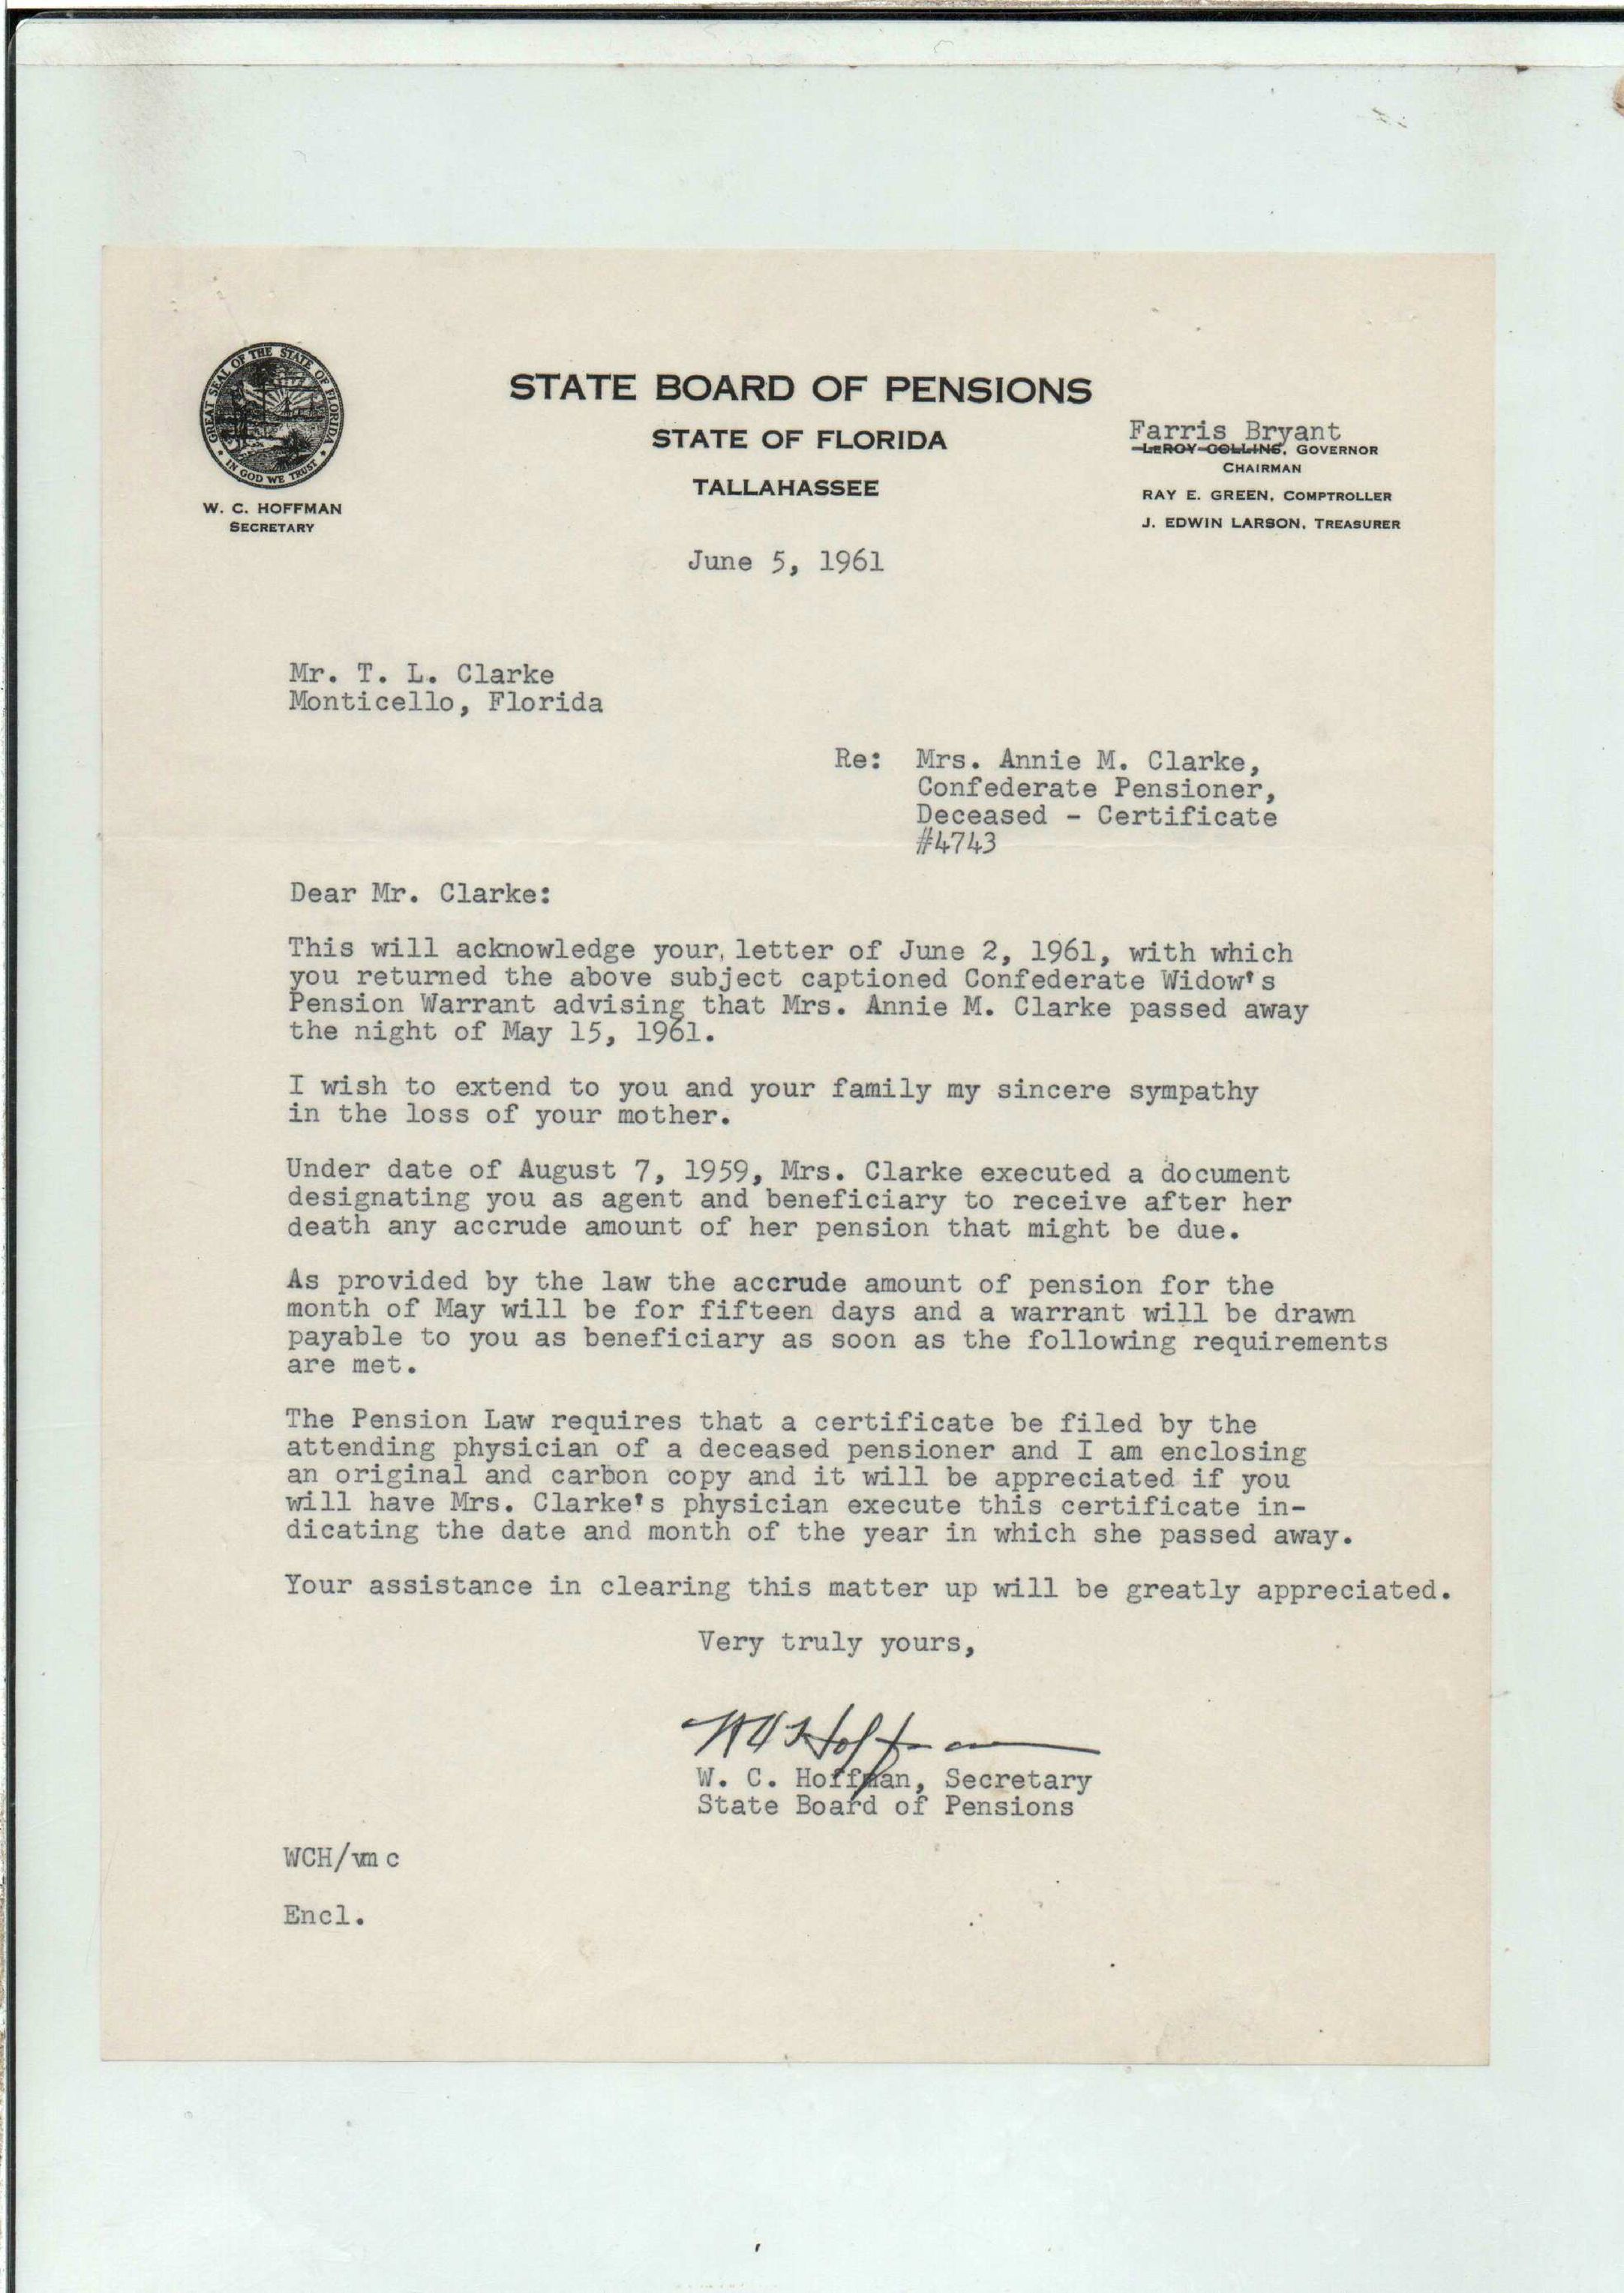 GREAT SEAL OF THE STATE OF FLORIDA
IN GOD WE TRUST
W. C. HOFFMAN
SECRETARY
STATE BOARD OF PENSIONS
STATE OF FLORIDA
TALLAHASSEE
Farris Bryant
LEROY COLLINS, GOVERNOR
CHAIRMAN
RAY E. GREEN, COMPTROLLER
J. EDWIN LARSON, TREASURER
June 5, 1961
Mr. T. L. Clarke
Monticello, Florida
Re: Mrs. Annie M. Clarke,
Confederate Pensioner,
Deceased - Certificate
#4743
Dear Mr. Clarke:
This will acknowledge your, letter of June 2, 1961, with which
you returned the above subject captioned Confederate Widow's
Pension Warrant advising that Mrs. Annie M. Clarke passed away
the night of May 15, 1961.
I wish to extend to you and your family my sincere sympathy
in the loss of your mother.
Under date of August 7, 1959, Mrs. Clarke executed a document
designating you as agent and beneficiary to receive after her
death any accrude amount of her pension that might be due.
As provided by the law the accrude amount of pension for the
month of May will be for fifteen days and a warrant will be drawn
payable to you as beneficiary as soon as the following requirements
are met.
The Pension Law requires that a certificate be filed by the
attending physician of a deceased pensioner and I am enclosing
an original and carbon copy and it will be appreciated if you
will have Mrs. Clarke's physician execute this certificate in-
dicating the date and month of the year in which she passed away.
Your assistance in clearing this matter up will be greatly appreciated.
Very truly yours,
W C Hoffman
W. C. Hoffman, Secretary
State Board of Pensions
WCH/vmc
Encl.